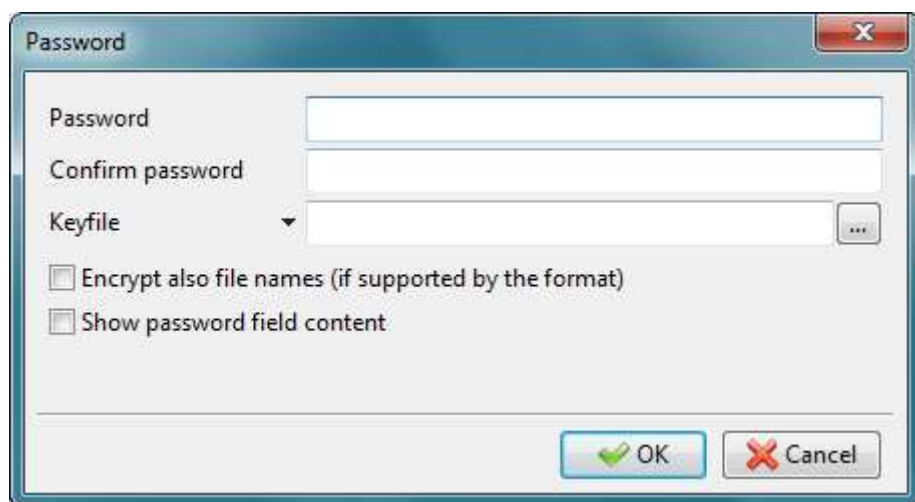 Password
Password
Confirm password
Keyfile
...
Encrypt also file names (if supported by the format)
Show password field content
OK Cancel